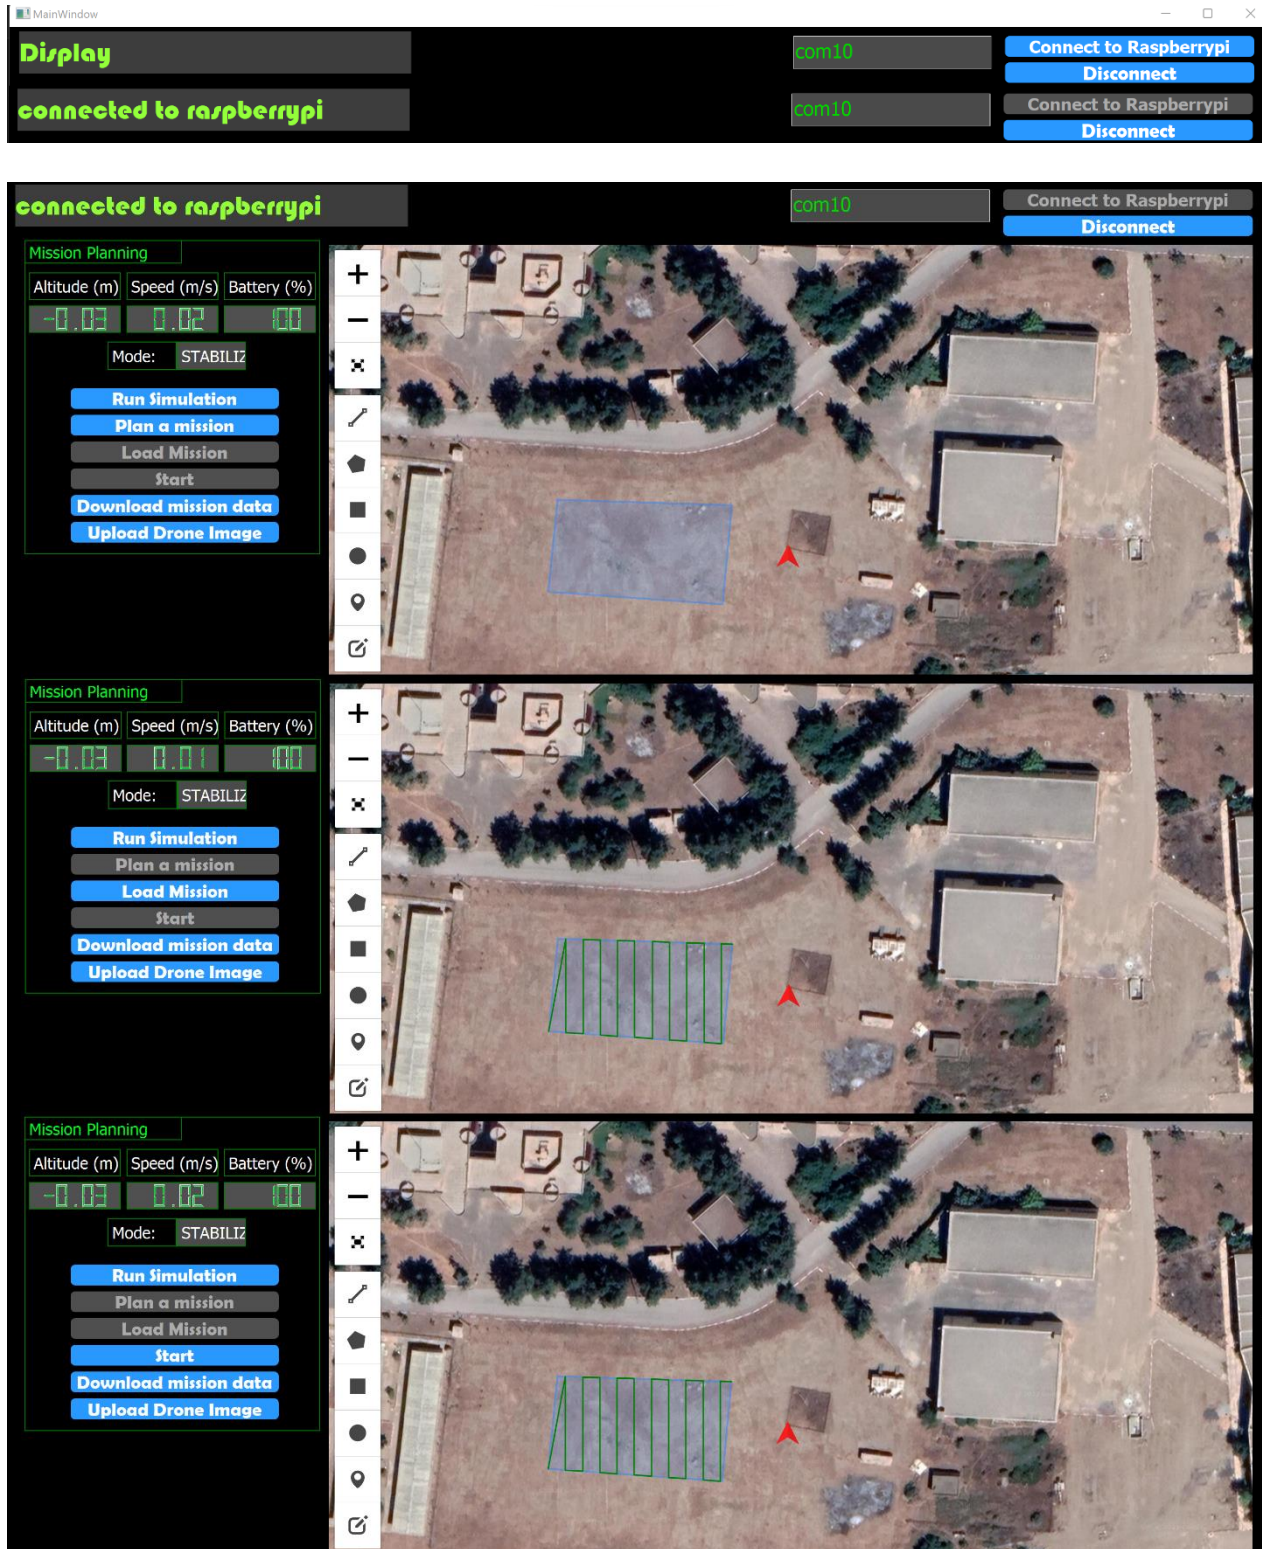 MainWindow
Display com10 Connect to Raspberrypi
Disconnect
connected to raspberrypi com10 Connect to Raspberrypi
Disconnect
connected to raspberrypi com10 Connect to Raspberrypi
Disconnect
Mission Planning
Altitude (m) Speed (m/s) Battery (%)
-0.03 0.02 100
Mode: STABILIZ
Run Simulation
Plan a mission
Load Mission
Start
Download mission data
Upload Drone Image
Mission Planning
Altitude (m) Speed (m/s) Battery (%)
-0.03 0.01 100
Mode: STABILIZ
Run Simulation
Plan a mission
Load Mission
Start
Download mission data
Upload Drone Image
Mission Planning
Altitude (m) Speed (m/s) Battery (%)
-0.03 0.02 100
Mode: STABILIZ
Run Simulation
Plan a mission
Load Mission
Start
Download mission data
Upload Drone Image